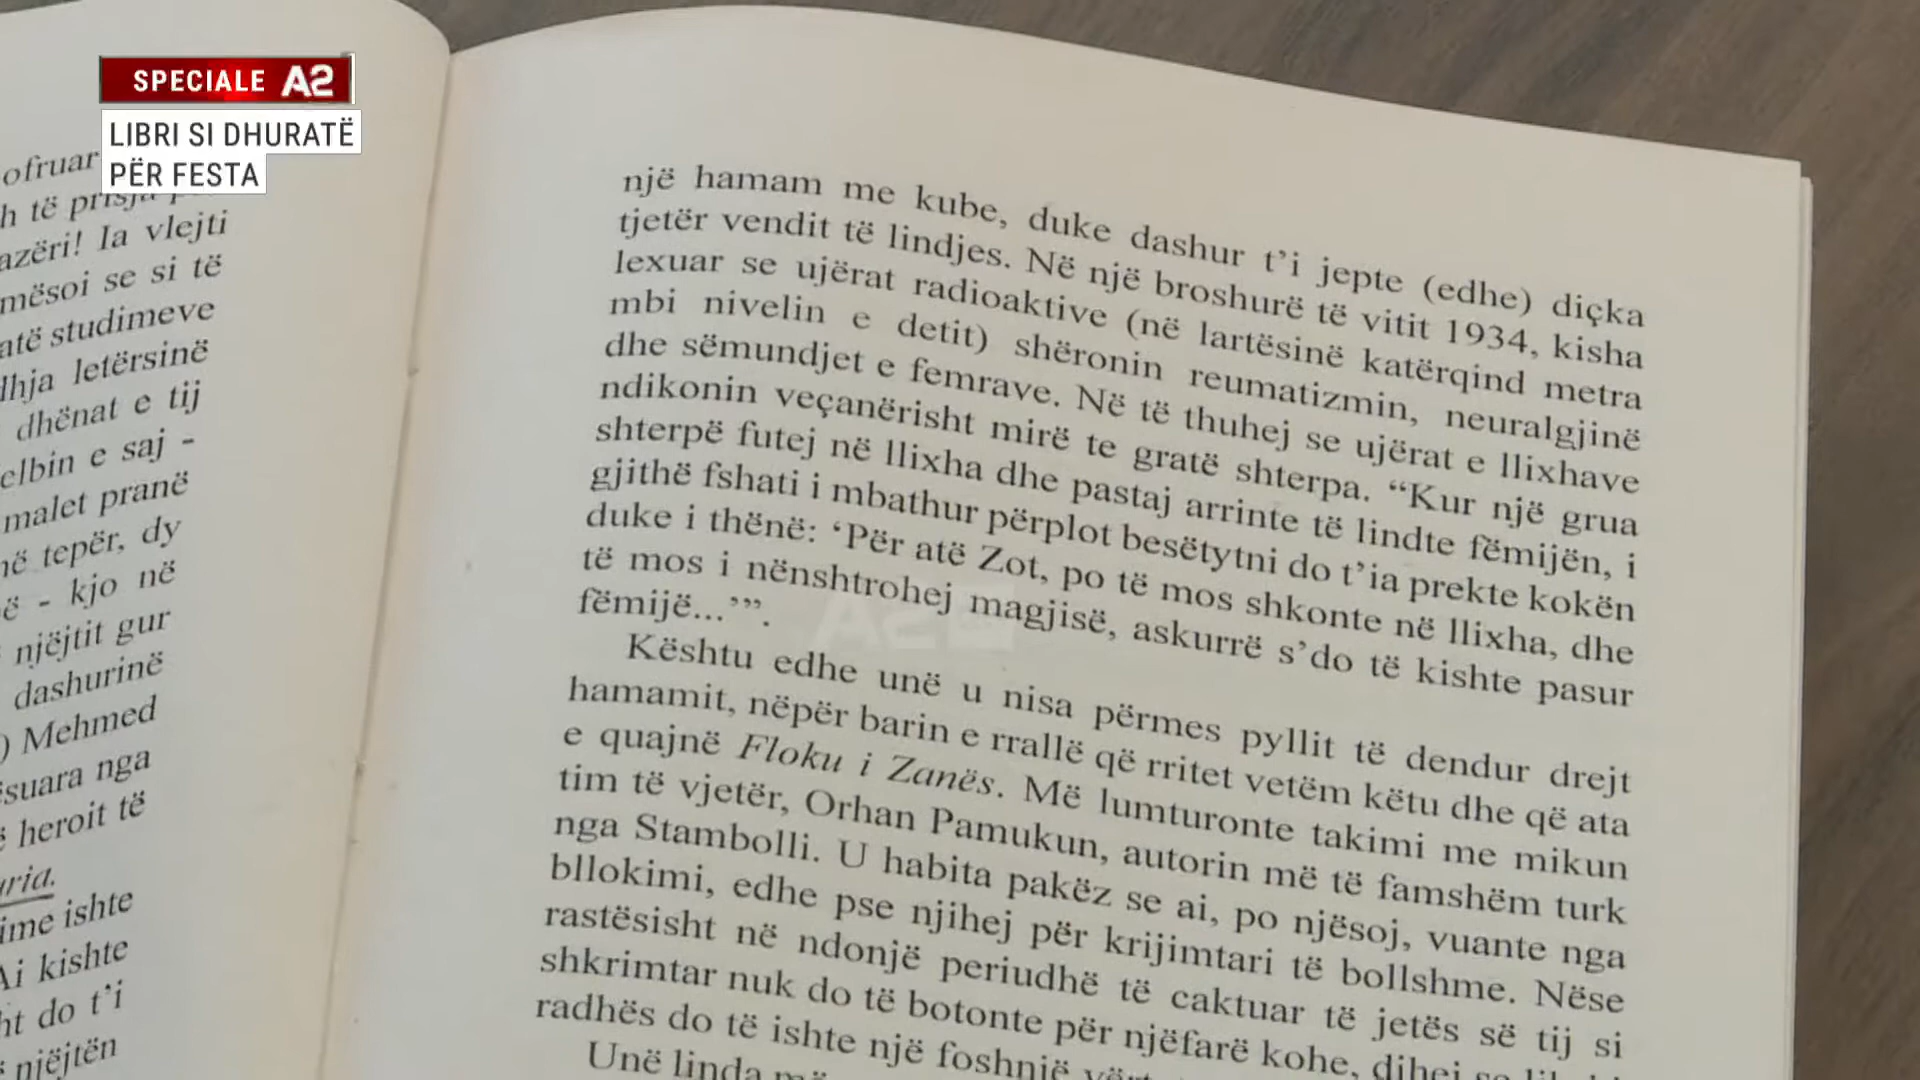 SPECIALE A2
LIBRI SI DHURATË
PËR FESTA
ofruar
h të prisja
azëri! Ia vlejti
mësoi se si të
atë studimeve
dhja letërsinë
dhënat e tij
elbin e saj -
malet pranë
në tepër, dy
ë - kjo në
njëjtit gur
dashurinë
) Mehmed
ësuara nga
heroit të
uria.
ime ishte
Ai kishte
ht do t'i
njëjtën
një hamam me kube, duke dashur t'i jepte (edhe) diçka
tjetër vendit të lindjes. Në një broshurë të vitit 1934, kisha
lexuar se ujërat radioaktive (në lartësinë katërqind metra
mbi nivelin e detit) shëronin reumatizmin, neuralgjinë
dhe sëmundjet e femrave. Në të thuhej se ujërat e llixhave
ndikonin veçanërisht mirë te gratë shterpa. “Kur një grua
shterpë futej në llixha dhe pastaj arrinte të lindte fëmijën, i
gjithë fshati i mbathur përplot besëtytni do t'ia prekte kokën
duke i thënë: ‘Për atë Zot, po të mos shkonte në llixha, dhe
të mos i nënshtrohej magjisë, askurrë s'do të kishte pasur
fëmijë...’”.
Kështu edhe unë u nisa përmes pyllit të dendur drejt
hamamit, nëpër barin e rrallë që rritet vetëm këtu dhe që ata
e quajnë Floku i Zanës. Më lumturonte takimi me mikun
tim të vjetër, Orhan Pamukun, autorin më të famshëm turk
nga Stambolli. U habita pakëz se ai, po njësoj, vuante nga
bllokimi, edhe pse njihej për krijimtari të bollshme. Nëse
rastësisht në ndonjë periudhë të caktuar të jetës së tij si
shkrimtar nuk do të botonte për njëfarë kohe, dihej se
radhës do të ishte një foshnjë
Unë linda